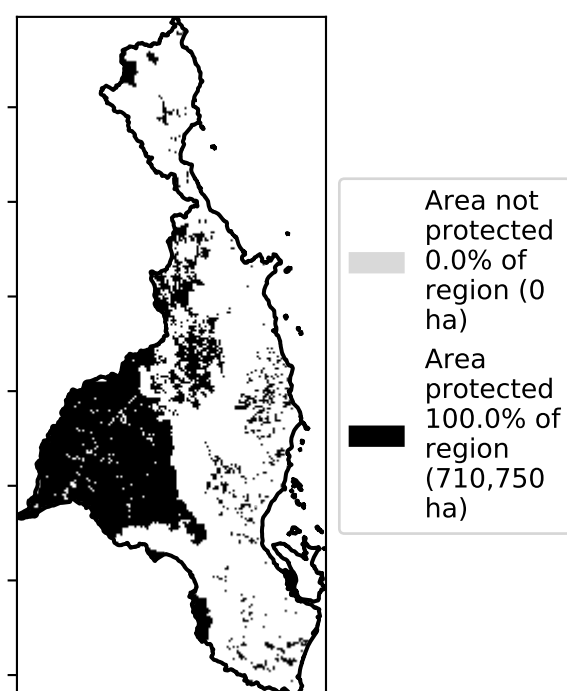 Area not
protected
0.0% of
region (0
ha)
Area
protected
100.0% of
region
(710,750
ha)